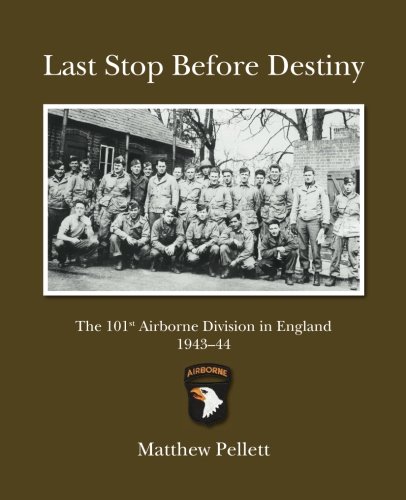 Last Stop Before Destiny
The 101st Airborne Division in England
1943–44
AIRBORNE
Matthew Pellett